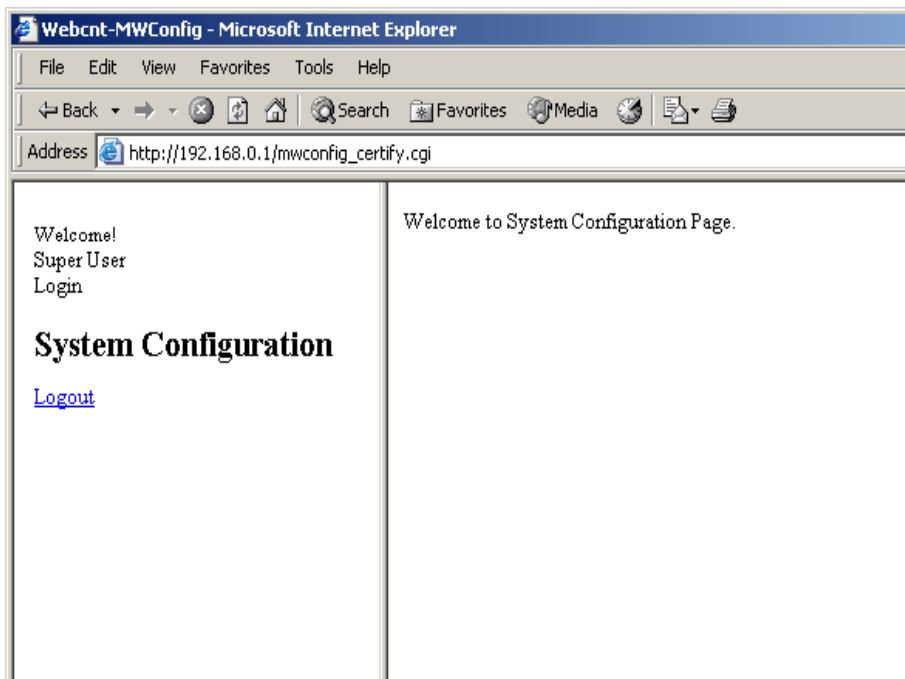 Webcnt-MWConfig - Microsoft Internet Explorer
File Edit View Favorites Tools Help
Back Search Favorites Media
Address http://192.168.0.1/mwconfig_certify.cgi
Welcome!
Super User
Login
System Configuration
Logout
Welcome to System Configuration Page.